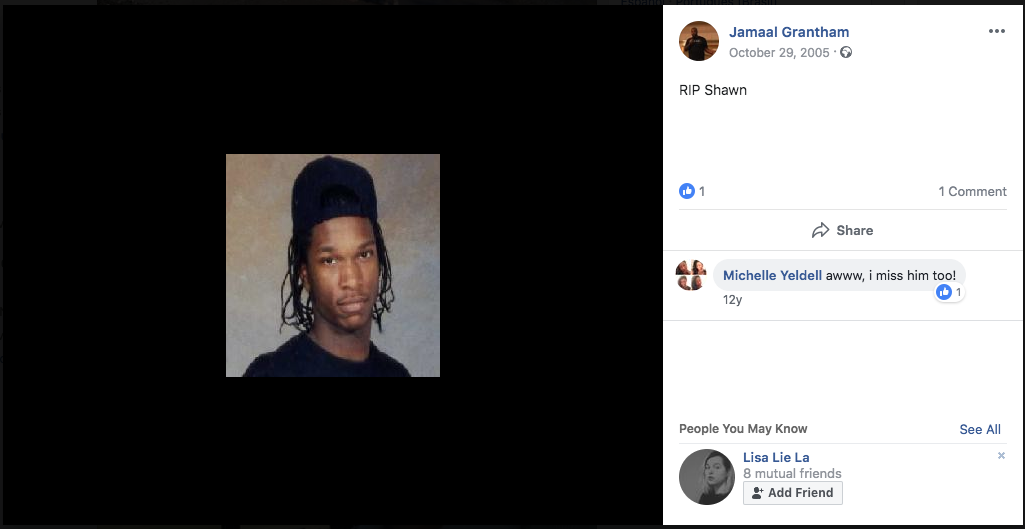 Jamaal Grantham
October 29, 2005 ·
RIP Shawn
1
1 Comment
Share
Michelle Yeldell awww, i miss him too!
1
12y
People You May Know
See All
Lisa Lie La
8 mutual friends
Add Friend